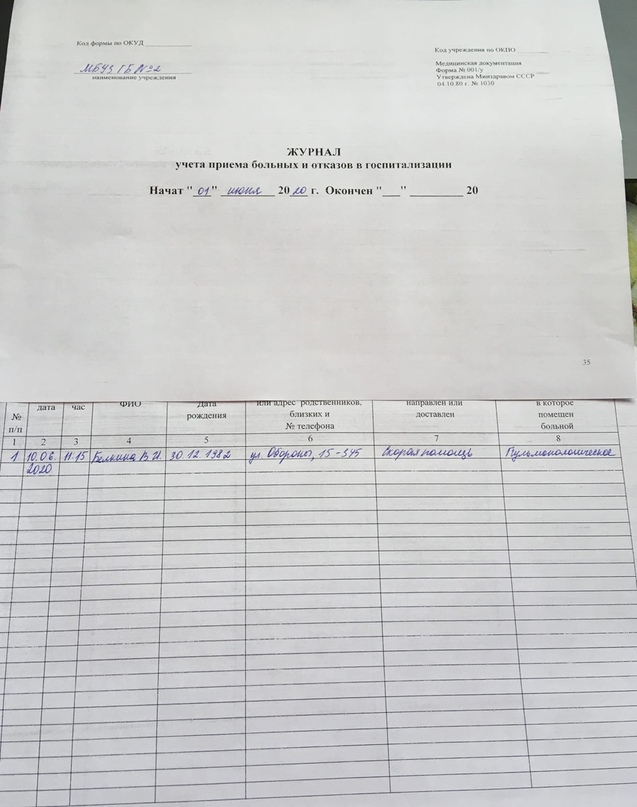 Код формы по ОКУД
Код учреждения по ОКПО
МБУЗ ГБ №2
наименование учреждения
Медицинская документация
Форма № 001/у
Утверждена Минздравом СССР
04.10.80 г. № 1030
ЖУРНАЛ
учета приема больных и отказов в госпитализации
Начат "01" июня 2020 г. Окончен "___" _________ 20
35
№ п/п
дата
час
ФИО
Дата рождения
или адрес родственников, близких и № телефона
направлен или доставлен
в которое помещен больной
1 2 3 4 5 6 7 8
1 10.06.2020 11.15 Белкина В.И. 30.12.1982 ул. Обороны, 15-345 Скорая помощь Пульмонологическое